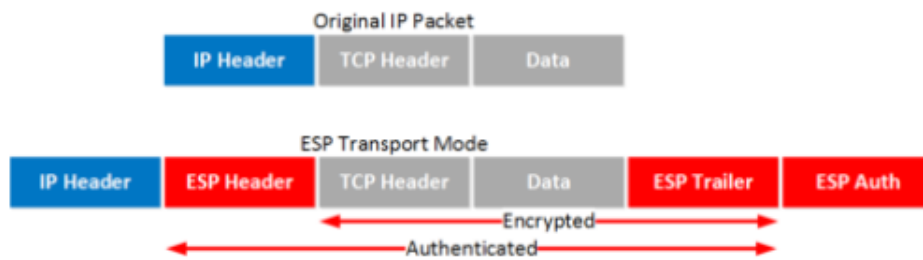 Original IP Packet
IP Header TCP Header Data
ESP Transport Mode
IP Header ESP Header TCP Header Data ESP Trailer ESP Auth
Encrypted
Authenticated